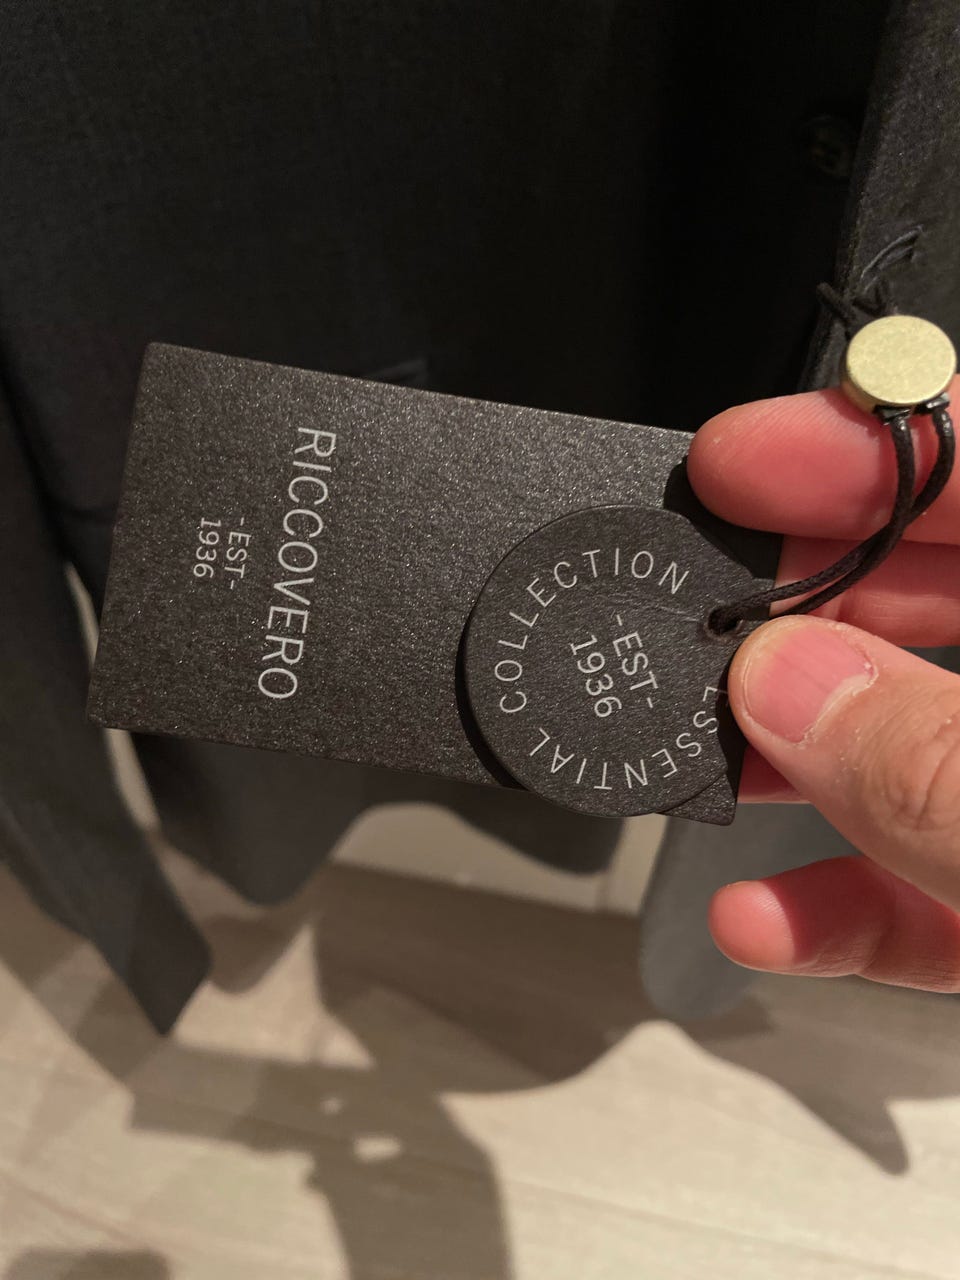 RICCOVERO
-EST-
1936
ESSENTIAL COLLECTION
-EST-
1936